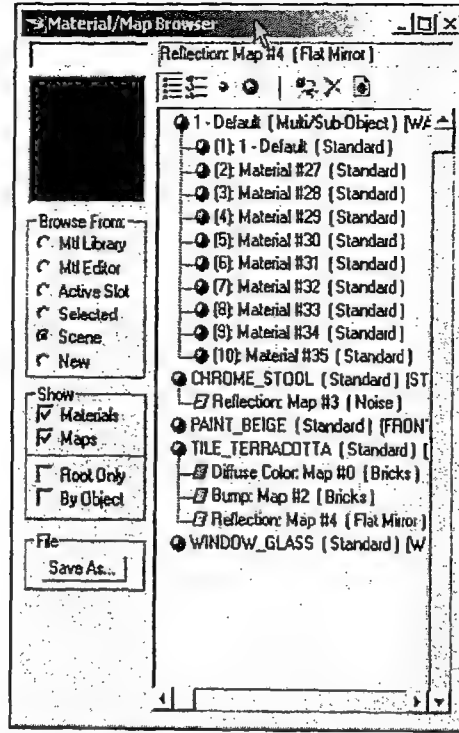 Material/Map Browser
Reflection: Map #4 (Flat Mirror)
1 - Default (Multi/Sub-Object) [WA
(1): 1 - Default (Standard)
(2): Material #27 (Standard)
(3): Material #28 (Standard)
(4): Material #29 (Standard)
(5): Material #30 (Standard)
(6): Material #31 (Standard)
(7): Material #32 (Standard)
(8): Material #33 (Standard)
(9): Material #34 (Standard)
(10): Material #35 (Standard)
CHROME_STOOL (Standard) [ST
Reflection: Map #3 (Noise)
PAINT_BEIGE (Standard) [FRONT
TILE_TERRACOTTA (Standard) [
Diffuse Color: Map #0 (Bricks)
Bump: Map #2 (Bricks)
Reflection: Map #4 (Flat Mirror)
WINDOW_GLASS (Standard) [W
Browse From:
Mtl Library
Mtl Editor
Active Slot
Selected
Scene
New
Show
Materials
Maps
Root Only
By Object
File
Save As...